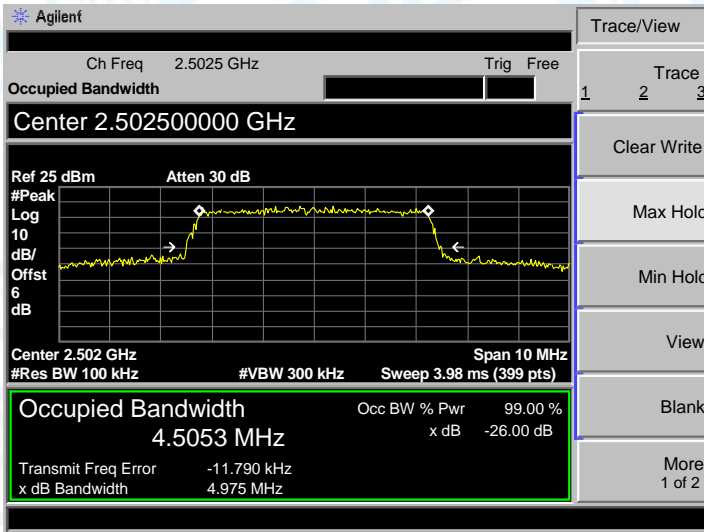 Agilent
Trace/View
Ch Freq 2.5025 GHz Trig Free
Occupied Bandwidth
Trace
1 2 3
Center 2.502500000 GHz
Clear Write
Ref 25 dBm Atten 30 dB
#Peak
Log
10
dB/
Offst
6
dB
Max Hold
Min Hold
Center 2.502 GHz Span 10 MHz
#Res BW 100 kHz #VBW 300 kHz Sweep 3.98 ms (399 pts)
View
Occupied Bandwidth Occ BW % Pwr 99.00 %
4.5053 MHz x dB -26.00 dB
Blank
Transmit Freq Error -11.790 kHz
x dB Bandwidth 4.975 MHz
More
1 of 2